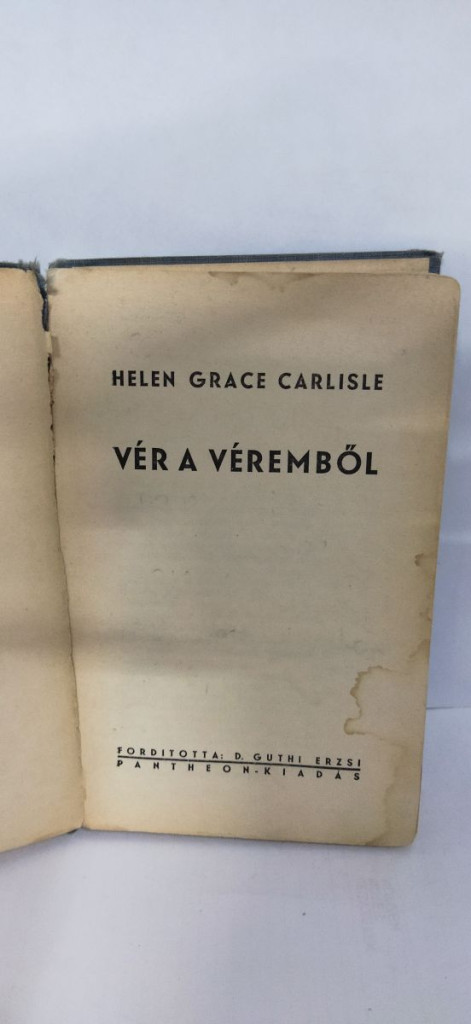 HELEN GRACE CARLISLE
VÉR A VÉREMBŐL
FORDITOTTA: D. GUTHI ERZSI
PANTHEON-KIADÁS